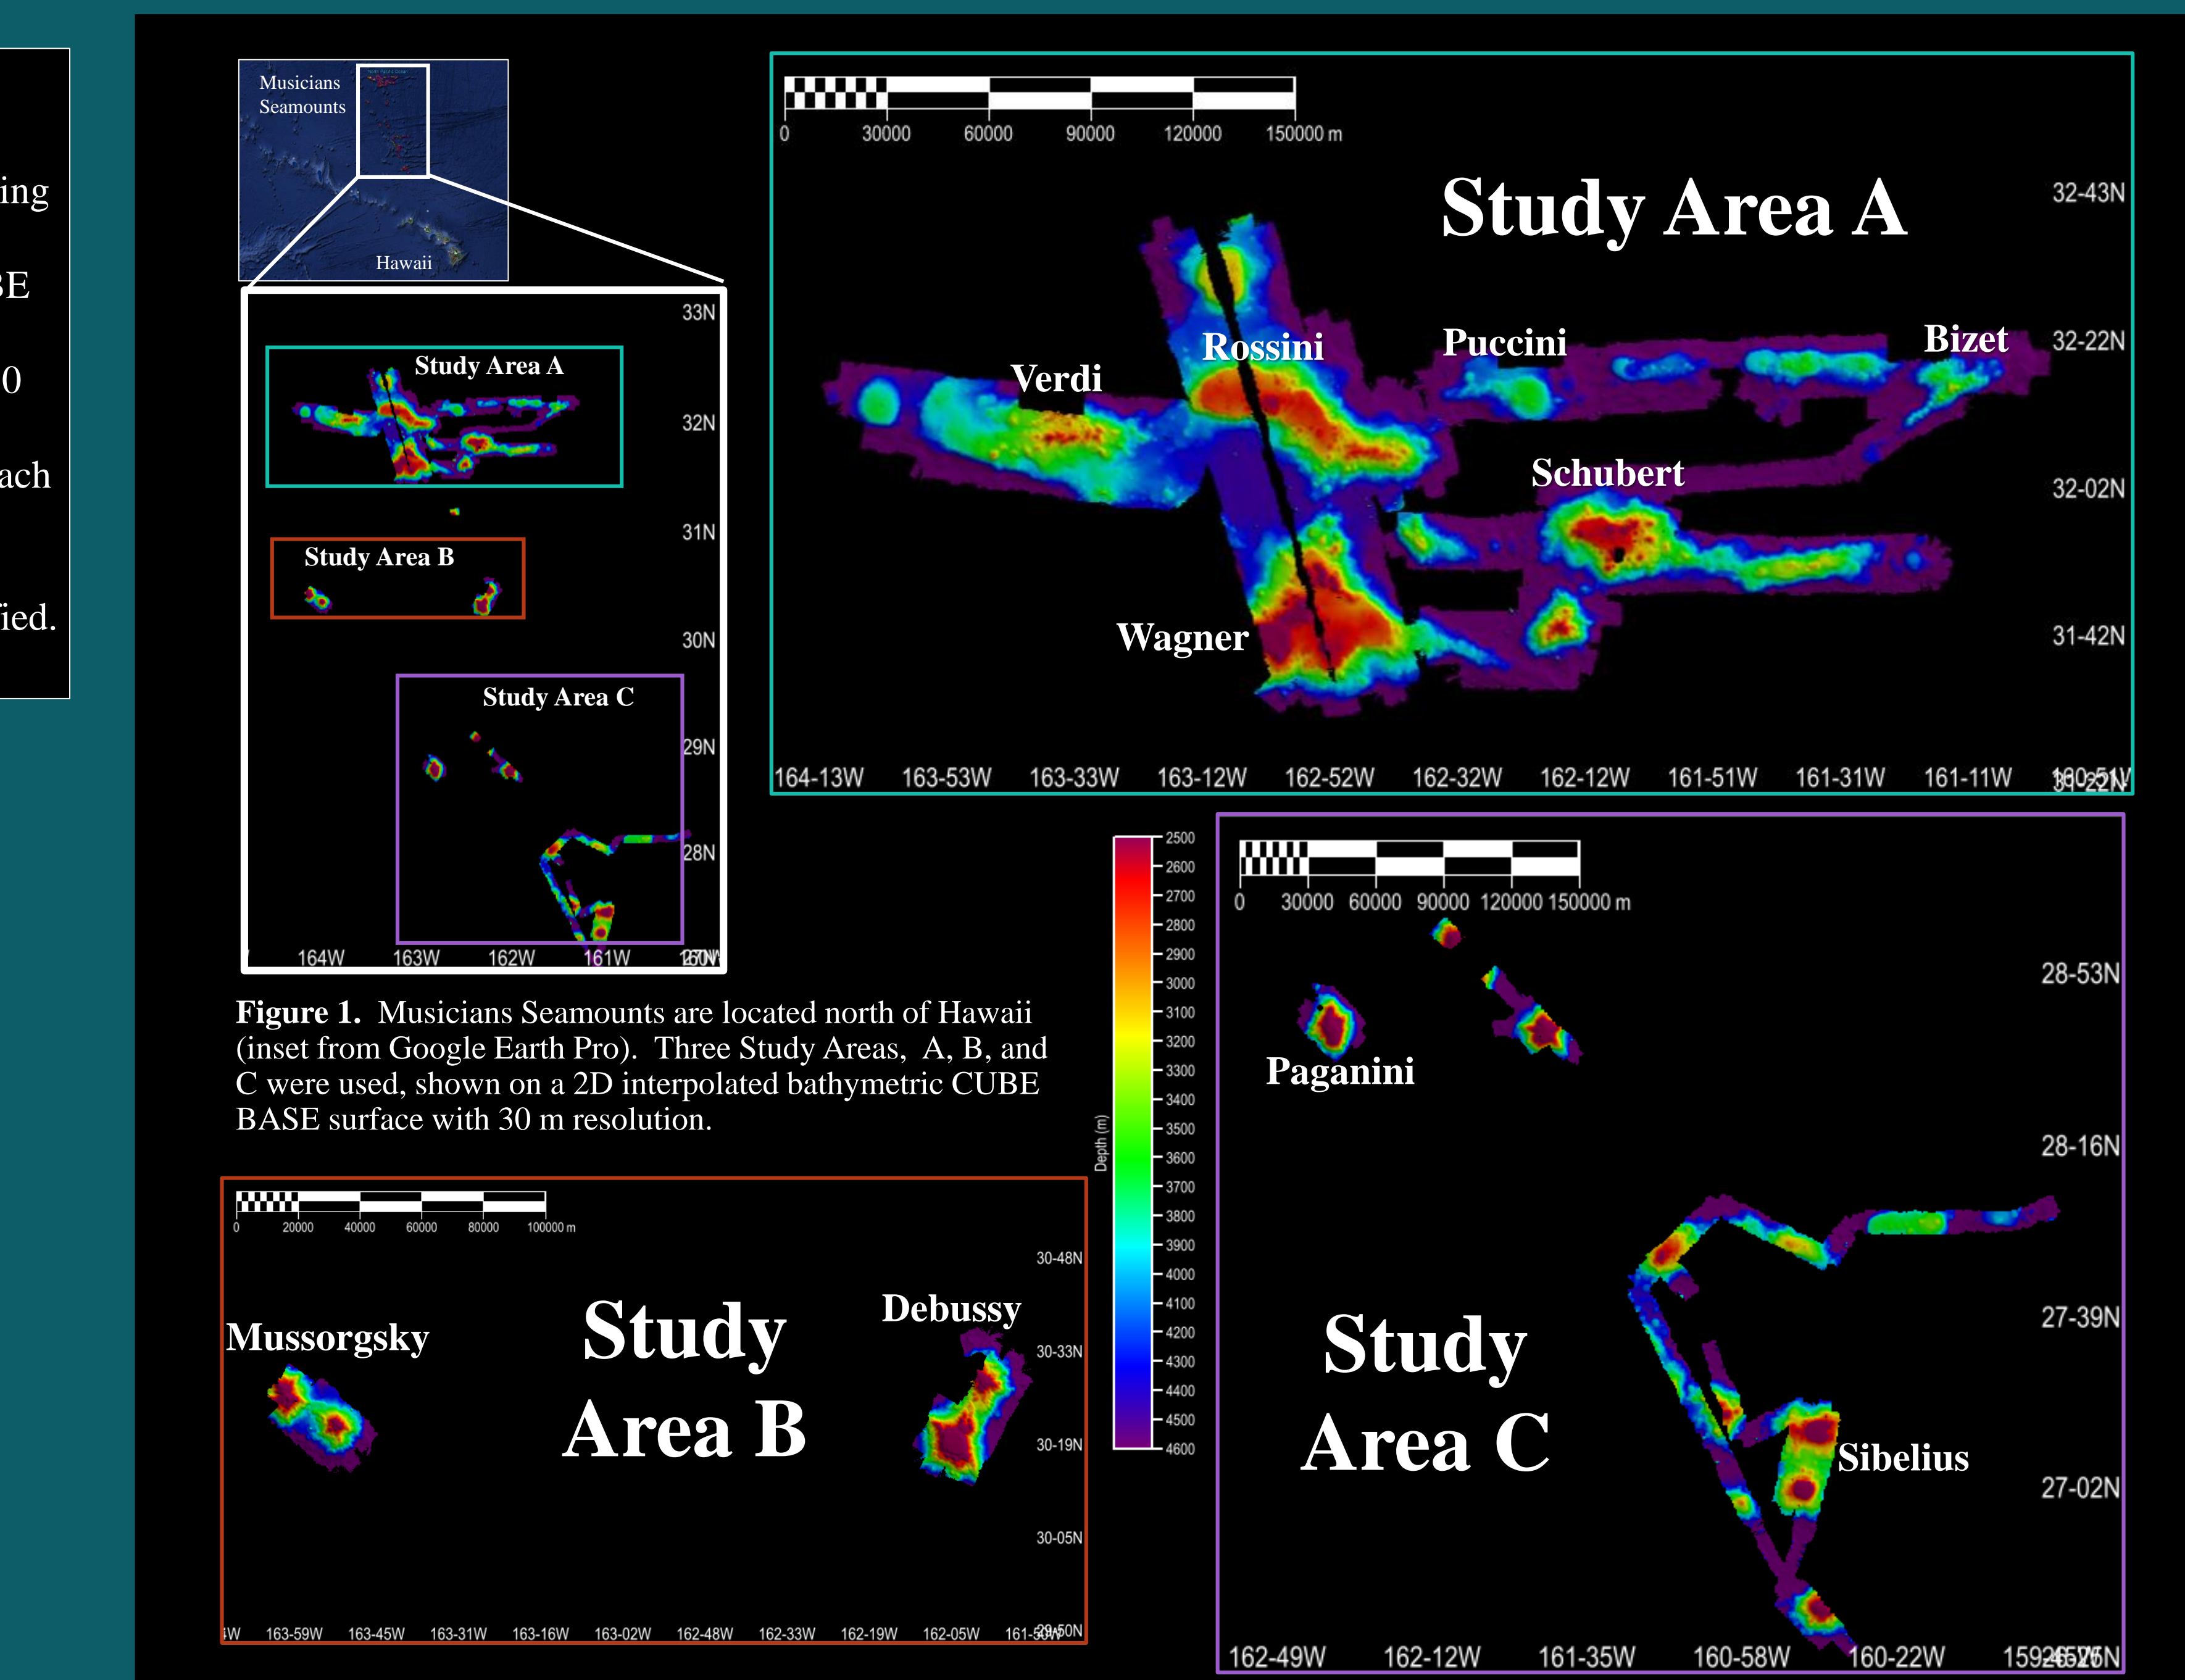 ing
BE
0
ach
ied.
Musicians
Seamounts
Hawaii
33N
Study Area A
32N
31N
Study Area B
30N
Study Area C
29N
28N
164W 163W 162W 161W
0 30000 60000 90000 120000 150000 m
Study Area A
32-43N
Rossini
Puccini
Bizet
32-22N
Verdi
Schubert
32-02N
Wagner
31-42N
164-13W 163-53W 163-33W 163-12W 162-52W 162-32W 162-12W 161-51W 161-31W 161-11W
Figure 1. Musicians Seamounts are located north of Hawaii
(inset from Google Earth Pro). Three Study Areas, A, B, and
C were used, shown on a 2D interpolated bathymetric CUBE
BASE surface with 30 m resolution.
2500
2600
2700
2800
2900
3000
3100
3200
3300
3400
3500
3600
3700
3800
3900
4000
4100
4200
4300
4400
4500
4600
Depth (m)
0 20000 40000 60000 80000 100000 m
30-48N
Study
Area B
Debussy
Mussorgsky
30-33N
30-19N
30-05N
163-59W 163-45W 163-31W 163-16W 163-02W 162-48W 162-33W 162-19W 162-05W
0 30000 60000 90000 120000 150000 m
28-53N
Paganini
28-16N
27-39N
Study
Area C
Sibelius
27-02N
162-49W 162-12W 161-35W 160-58W 160-22W